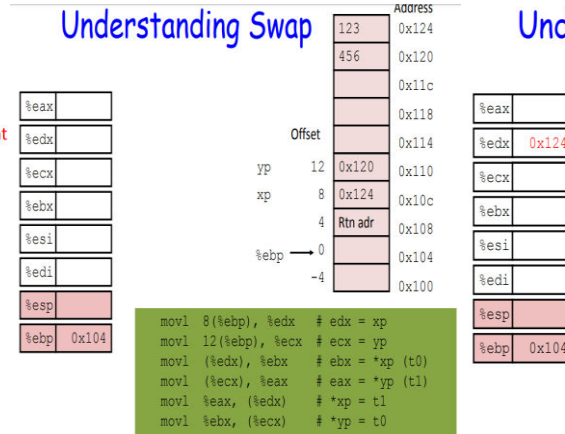 Understanding Swap
Address
123 0x124
456 0x120
0x11c
0x118
Offset 0x114
yp 12 0x120 0x110
xp 8 0x124 0x10c
4 Rtn adr 0x108
%ebp 0 0x104
-4 0x100
%eax
%edx
%ecx
%ebx
%esi
%edi
%esp
%ebp 0x104
movl 8(%ebp), %edx # edx = xp
movl 12(%ebp), %ecx # ecx = yp
movl (%edx), %ebx # ebx = *xp (t0)
movl (%ecx), %eax # eax = *yp (t1)
movl %eax, (%edx) # *xp = t1
movl %ebx, (%ecx) # *yp = t0
%eax
%edx 0x124
%ecx
%ebx
%esi
%edi
%esp
%ebp 0x104